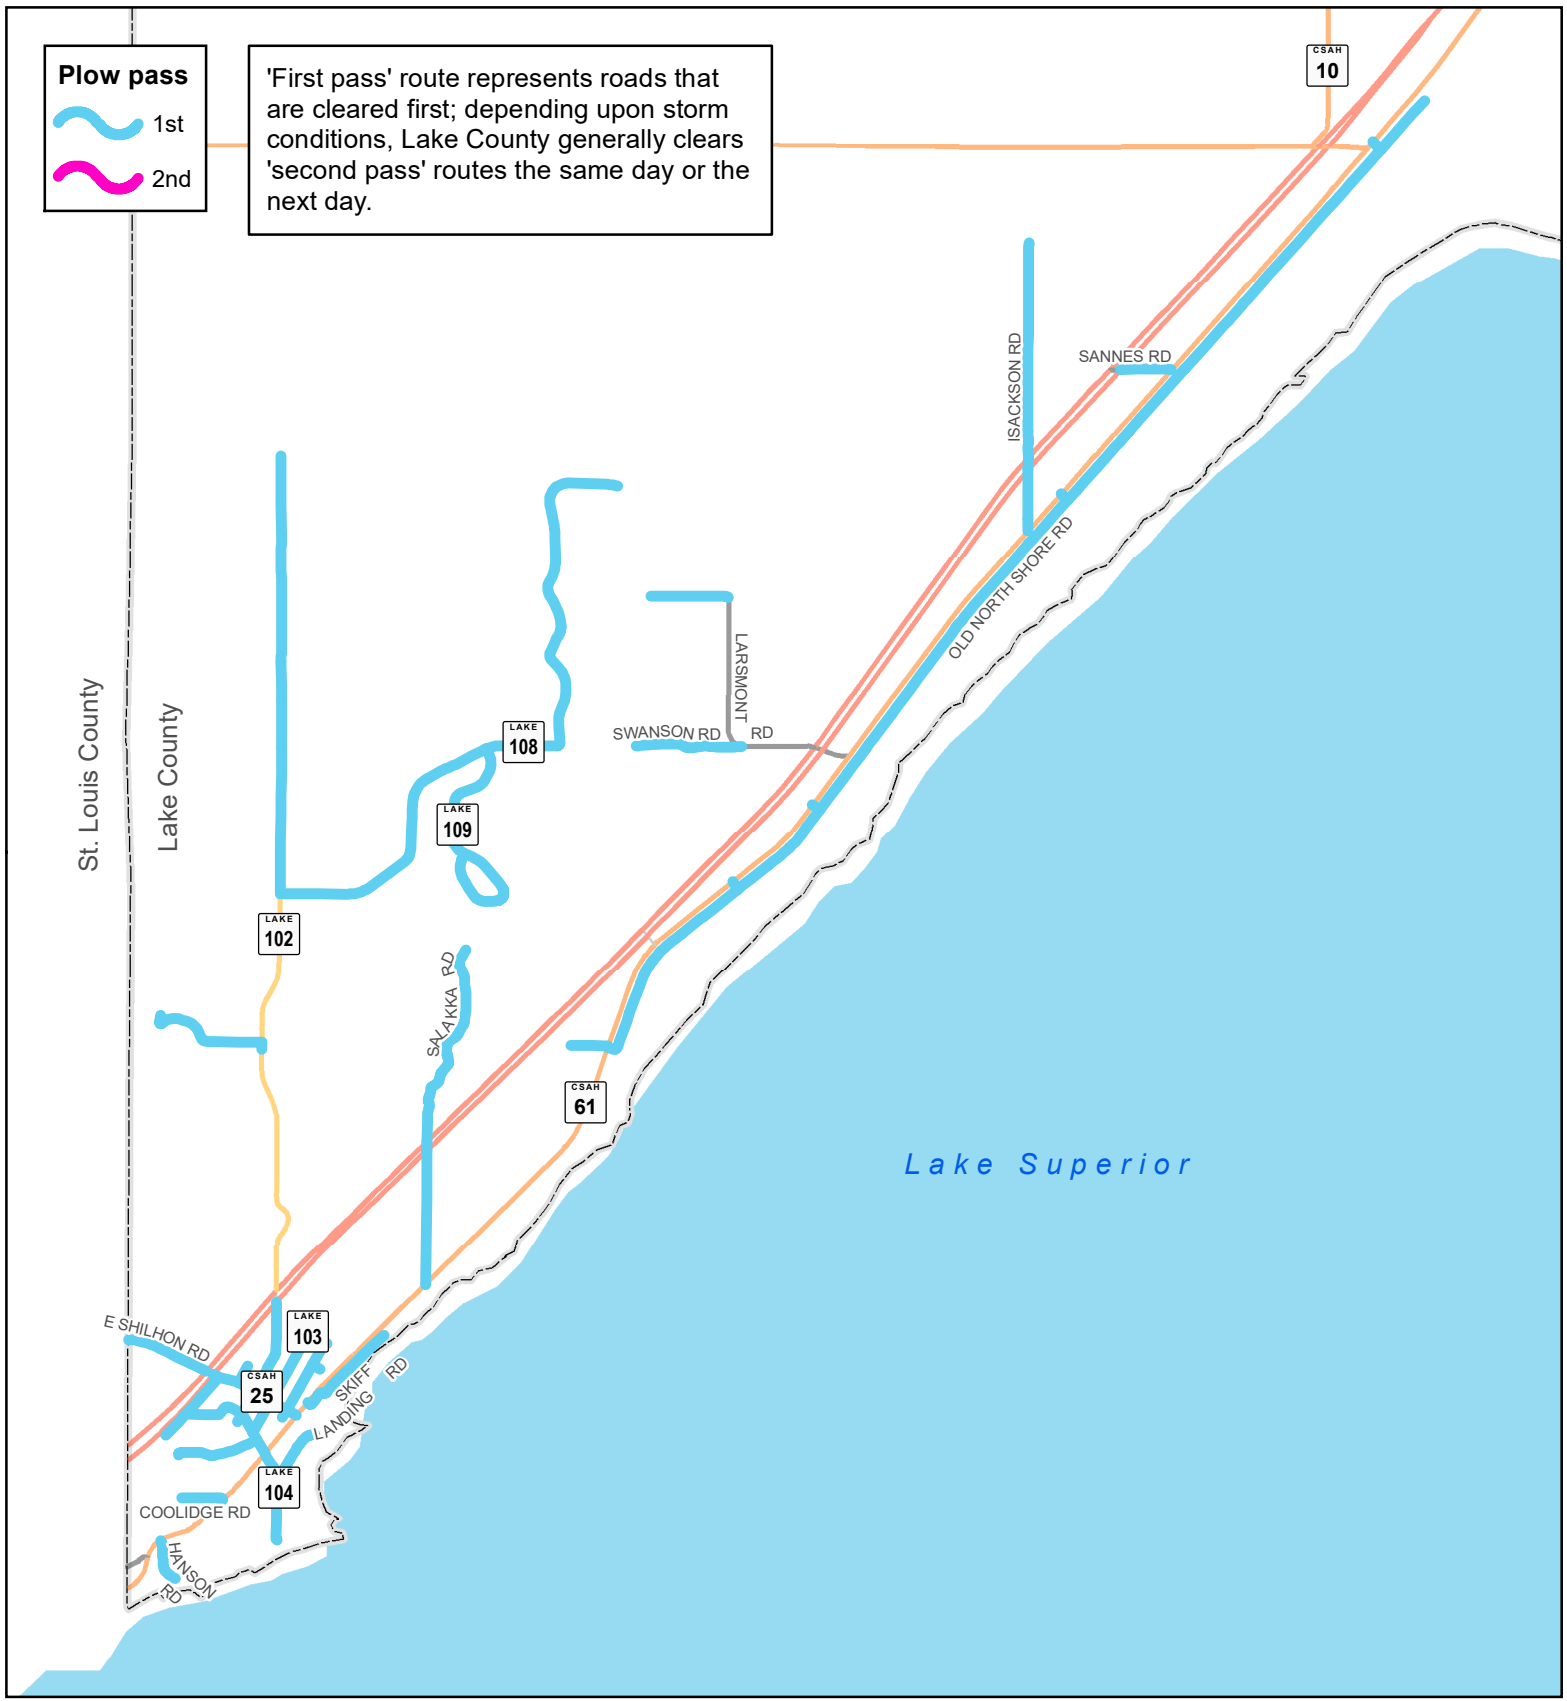 Plow pass
1st
2nd
'First pass' route represents roads that
are cleared first; depending upon storm
conditions, Lake County generally clears
'second pass' routes the same day or the
next day.
CSAH
10
SANNES RD
ISACKSON RD
OLD NORTH SHORE RD
LARSMONT
RD
SWANSON RD
LAKE
108
LAKE
109
St. Louis County
Lake County
LAKE
102
SALAKKA RD
CSAH
61
Lake Superior
E SHILHON RD
LAKE
103
CSAH
25
SKIFF
LANDING RD
LAKE
104
COOLIDGE RD
HANSON
RD